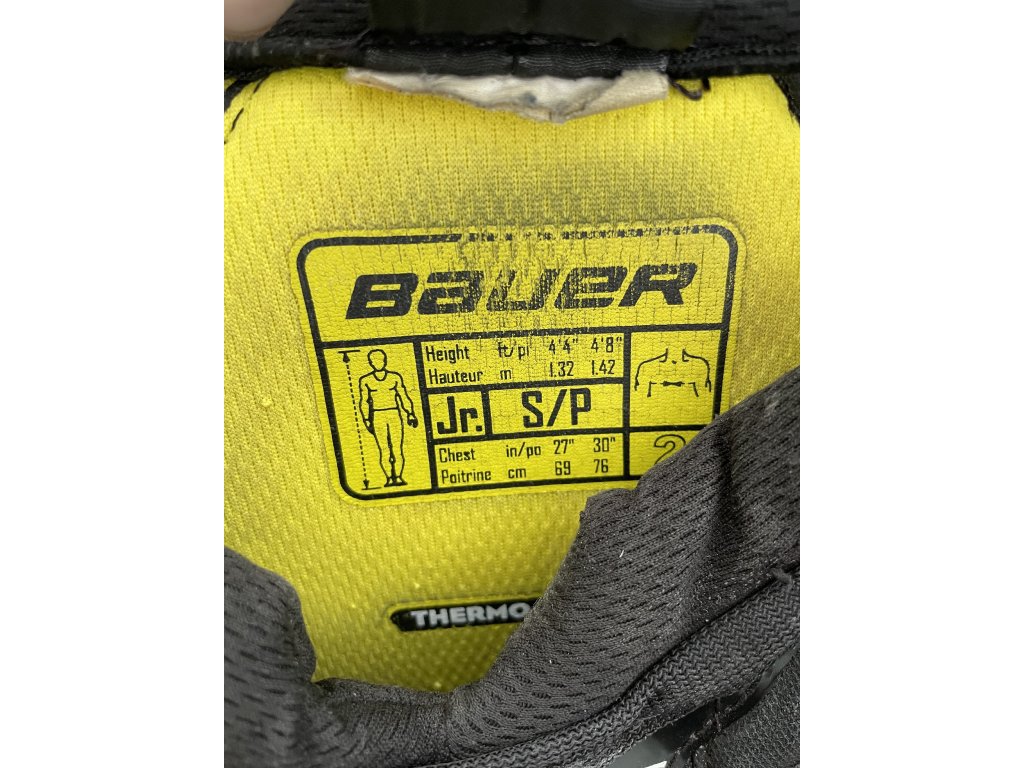 BAUER
Height ft/pi 4'4" 4'8"
Hauteur m 1.32 1.42
Jr. S/P
Chest in/po 27" 30"
Poitrine cm 69 76
2
THERMO